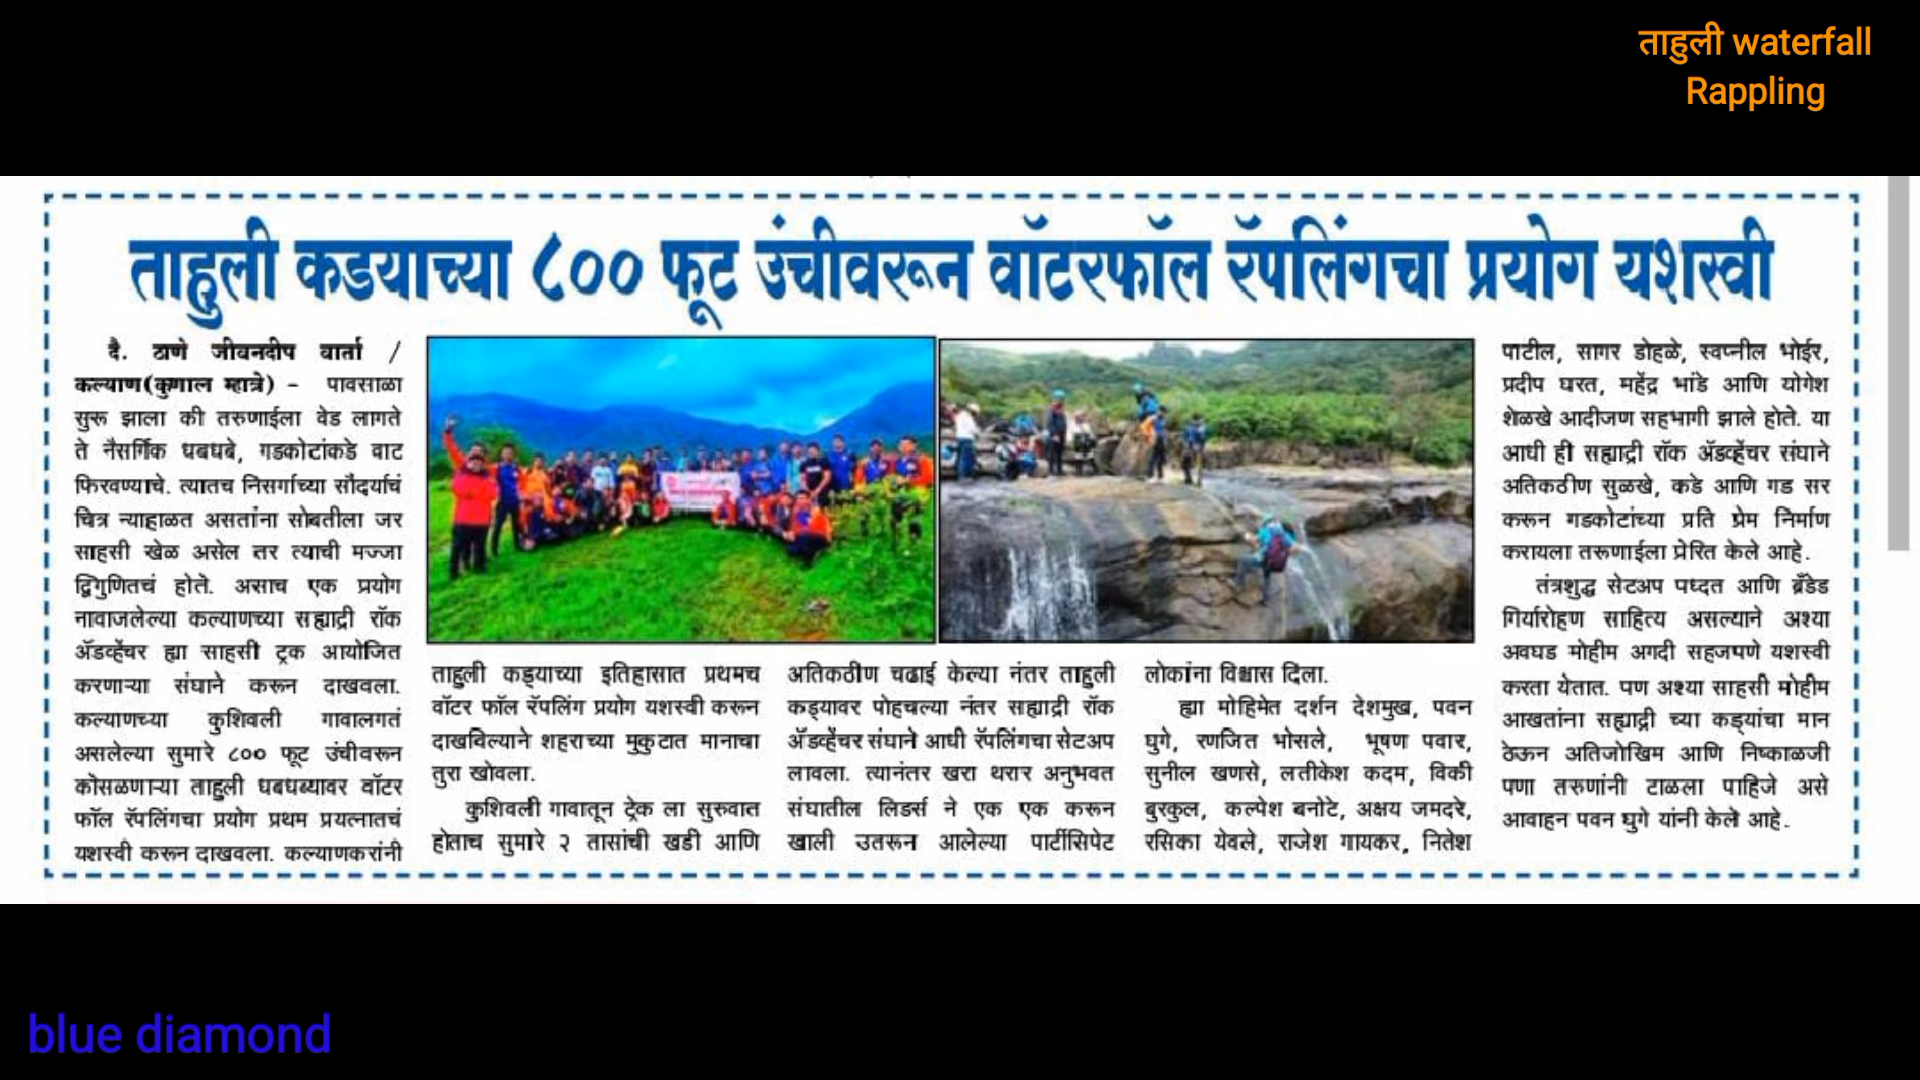 ताहुली waterfall
Rappling
ताहुली कडयाच्या ८०० फूट उंचीवरून वॉटरफॉल रॅपलिंगचा प्रयोग यशस्वी
दै. ठाणे जीवनदीप वार्ता /
कल्याण(कुणाल म्हात्रे) - पावसाळा
सुरू झाला की तरुणाईला वेड लागते
ते नैसर्गिक धबधबे, गडकोटांकडे वाट
फिरवण्याचे. त्यातच निसर्गाच्या सौदर्याचं
चित्र न्याहाळत असतांना सोबतीला जर
साहसी खेळ असेल तर त्याची मज्जा
द्विगुणितचं होते. असाच एक प्रयोग
नावाजलेल्या कल्याणच्या सह्याद्री रॉक
ॲडव्हेंचर ह्या साहसी ट्रक आयोजित
करणाऱ्या संघाने करून दाखवला.
कल्याणच्या कुशिवली गावालगतं
असलेल्या सुमारे ८०० फूट उंचीवरून
कोसळणाऱ्या ताहुली धबधब्यावर वॉटर
फॉल रॅपलिंगचा प्रयोग प्रथम प्रयत्नातचं
यशस्वी करून दाखवला. कल्याणकरांनी
ताहुली कड्याच्या इतिहासात प्रथमच
वॉटर फॉल रॅपलिंग प्रयोग यशस्वी करून
दाखविल्याने शहराच्या मुकुटात मानाचा
तुरा खोवला.
कुशिवली गावातून ट्रेक ला सुरुवात
होताच सुमारे २ तासांची खडी आणि
अतिकठीण चढाई केल्या नंतर ताहुली
कड्यावर पोहचल्या नंतर सह्याद्री रॉक
ॲडव्हेंचर संघाने आधी रॅपलिंगचा सेटअप
लावला. त्यानंतर खरा थरार अनुभवत
संघातील लिडर्स ने एक एक करून
खाली उतरून आलेल्या पार्टीसिपेट
लोकांना विश्वास दिला.
ह्या मोहिमेत दर्शन देशमुख, पवन
घुगे, रणजित भोसले, भूषण पवार,
सुनील खणसे, लतीकेश कदम, विकी
बुरकुल, कल्पेश बनोटे, अक्षय जमदरे,
रसिका येवले, राजेश गायकर, नितेश
पाटील, सागर डोहळे, स्वप्नील भोईर,
प्रदीप घरत, महेंद्र भांडे आणि योगेश
शेळखे आदीजण सहभागी झाले होते. या
आधी ही सह्याद्री रॉक ॲडव्हेंचर संघाने
अतिकठीण सुळखे, कडे आणि गड सर
करून गडकोटांच्या प्रति प्रेम निर्माण
करायला तरूणाईला प्रेरित केले आहे.
तंत्रशुद्ध सेटअप पध्दत आणि ब्रँडेड
गिर्यारोहण साहित्य असल्याने अश्या
अवघड मोहीम अगदी सहजपणे यशस्वी
करता येतात. पण अश्या साहसी मोहीम
आखतांना सह्याद्री च्या कड्यांचा मान
ठेऊन अतिजोखिम आणि निष्काळजी
पणा तरुणांनी टाळला पाहिजे असे
आवाहन पवन घुगे यांनी केले आहे.
blue diamond